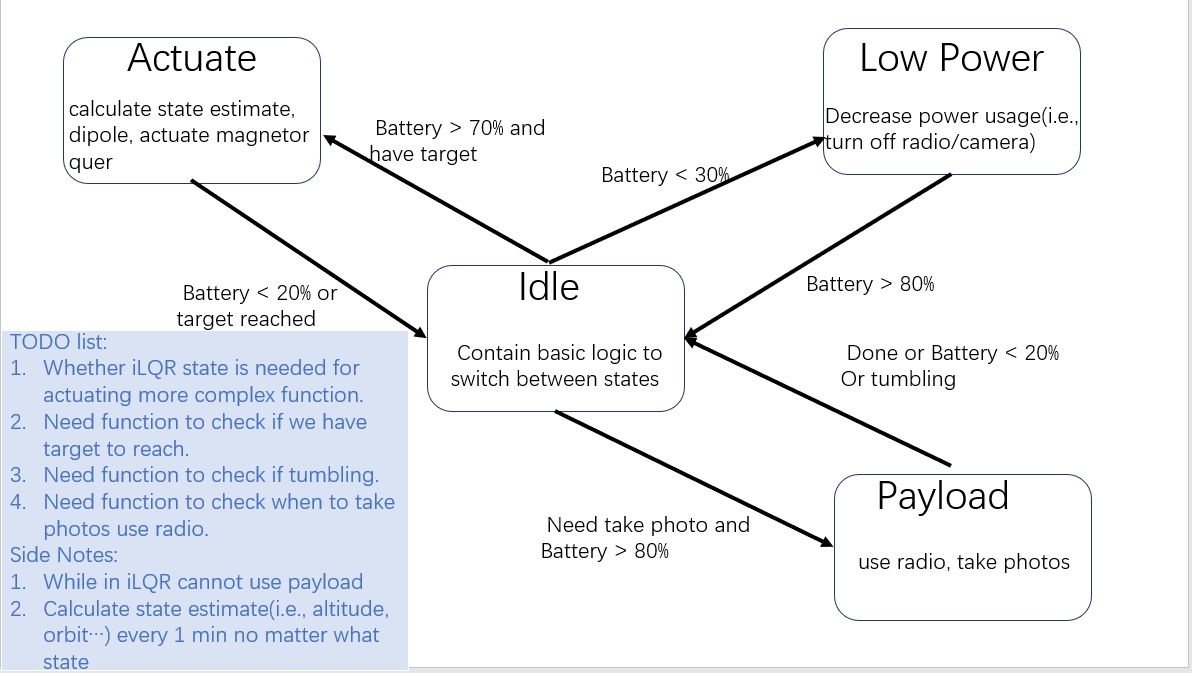 Actuate
calculate state estimate,
dipole, actuate magnetor
quer
Low Power
Decrease power usage(i.e.,
turn off radio/camera)
Battery > 70% and
have target
Battery < 30%
Idle
Contain basic logic to
switch between states
Battery > 80%
Battery < 20% or
target reached
Done or Battery < 20%
Or tumbling
Need take photo and
Battery > 80%
Payload
use radio, take photos
TODO list:
1. Whether iLQR state is needed for
actuating more complex function.
2. Need function to check if we have
target to reach.
3. Need function to check if tumbling.
4. Need function to check when to take
photos use radio.
Side Notes:
1. While in iLQR cannot use payload
2. Calculate state estimate(i.e., altitude,
orbit…) every 1 min no matter what
state